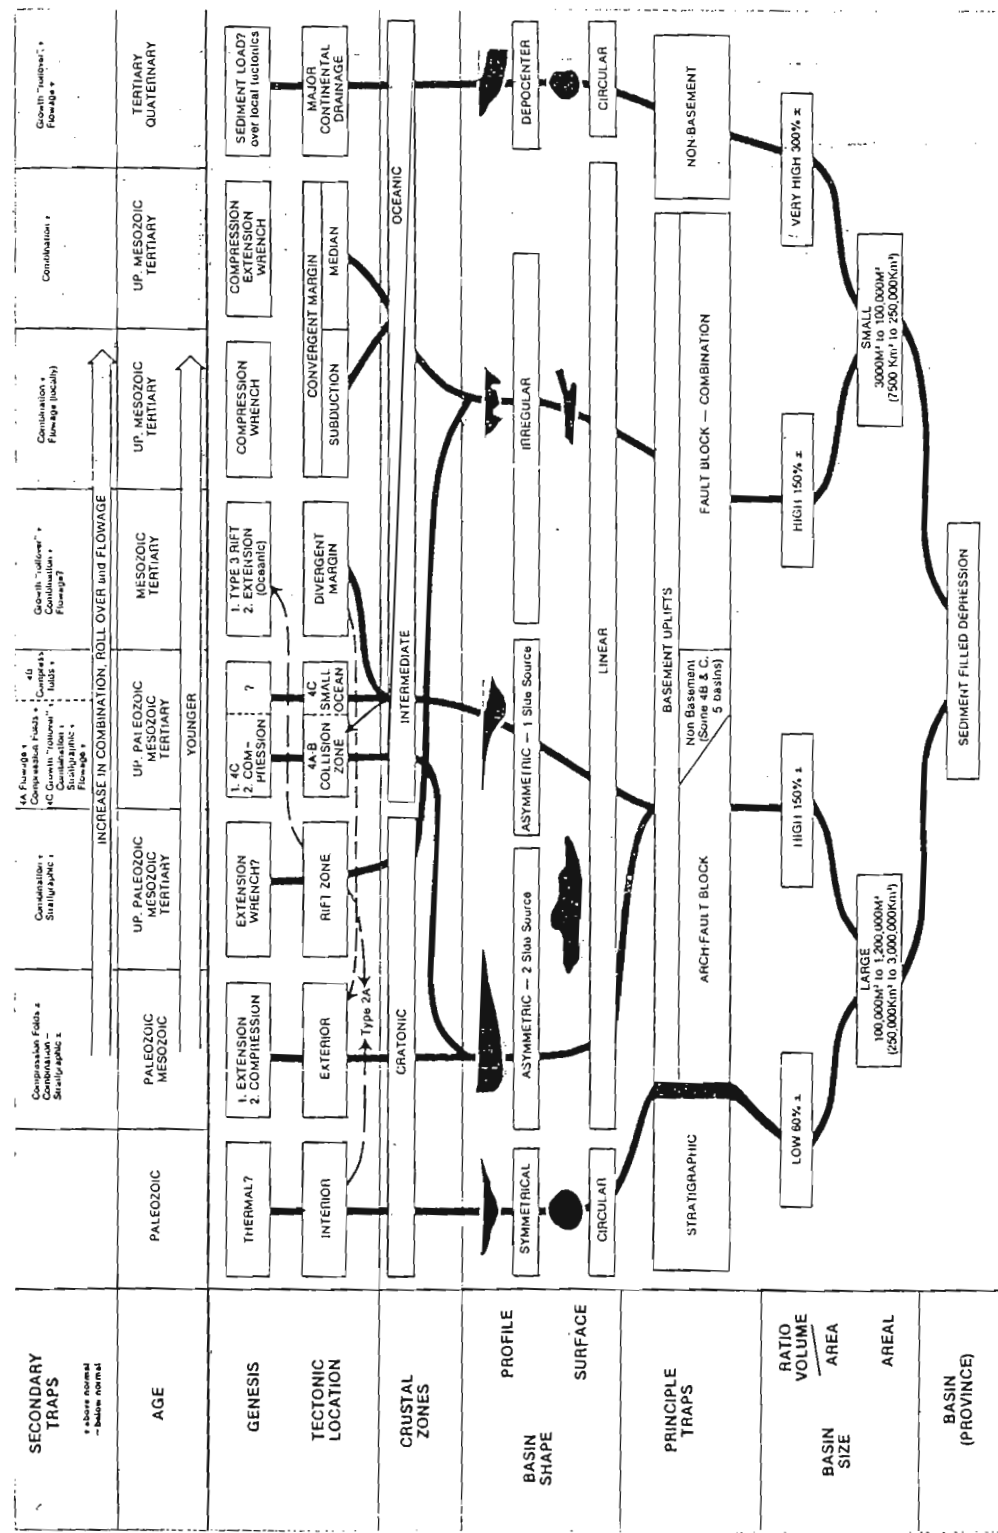 SECONDARY
TRAPS
+ above normal
– below normal
Compression Folds ±
Combination –
Stratigraphic ±
Combination +
Stratigraphic ±
4A Flowage +
Compression Folds +
4C Growth "rollover" +
Combination +
Stratigraphic +
Flowage +
4B
Compress
folds +
Growth "rollover" +
Combination +
Flowage?
Combination +
Flowage (locally)
Combination +
Growth "rollover", +
Flowage +
INCREASE IN COMBINATION, ROLL OVER and FLOWAGE
AGE
PALEOZOIC
PALEOZOIC
MESOZOIC
UP. PALEOZOIC
MESOZOIC
TERTIARY
UP. PALEOZOIC
MESOZOIC
TERTIARY
MESOZOIC
TERTIARY
UP. MESOZOIC
TERTIARY
UP. MESOZOIC
TERTIARY
TERTIARY
QUATERNARY
YOUNGER
GENESIS
THERMAL?
1. EXTENSION
2. COMPRESSION
EXTENSION
WRENCH?
1. 4C
2. COM-
PRESSION
?
1. TYPE 3 RIFT
2. EXTENSION
(Oceanic)
COMPRESSION
WRENCH
COMPRESSION
EXTENSION
WRENCH
SEDIMENT LOAD?
over local tuctonics
TECTONIC
LOCATION
INTERIOR
EXTERIOR
RIFT ZONE
4A-B
COLLISION
ZONE
4C
SMALL
OCEAN
DIVERGENT
MARGIN
CONVERGENT MARGIN
SUBDUCTION
MEDIAN
MAJOR
CONTINENTAL
DRAINAGE
Type 2A
CRUSTAL
ZONES
CRATONIC
INTERMEDIATE
OCEANIC
BASIN
SHAPE
PROFILE
SYMMETRICAL
ASYMMETRIC — 2 Side Source
ASYMMETRIC – 1 Side Source
IRREGULAR
DEPOCENTER
SURFACE
CIRCULAR
LINEAR
CIRCULAR
PRINCIPLE
TRAPS
STRATIGRAPHIC
BASEMENT UPLIFTS
ARCH-FAULT BLOCK
Non Basement
(Some 4B & C,
5 basins)
FAULT BLOCK — COMBINATION
NON-BASEMENT
BASIN
SIZE
RATIO
VOLUME
AREA
LOW 60% ±
HIGH 150% ±
HIGH 150% ±
VERY HIGH 300% ±
AREAL
LARGE
100,000M² to 1,200,000M²
(250,000Km² to 3,000,000Km²)
SMALL
3000M² to 100,000M²
(7500 Km² to 250,000Km²)
BASIN
(PROVINCE)
SEDIMENT FILLED DEPRESSION